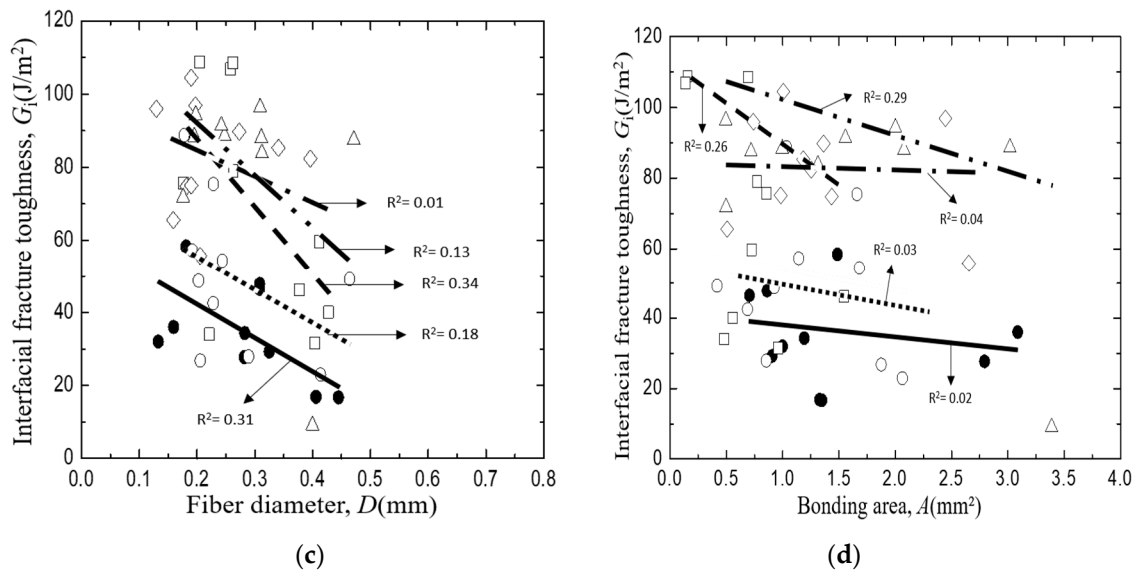 120
100
80
60
40
20
0
Interfacial fracture toughness, Gi(J/m²)
R²= 0.01
R²= 0.13
R²= 0.34
R²= 0.18
R²= 0.31
0.0 0.1 0.2 0.3 0.4 0.5 0.6 0.7 0.8
Fiber diameter, D(mm)
(c)
120
100
80
60
40
20
0
Interfacial fracture toughness, Gi(J/m²)
R²= 0.29
R²= 0.26
R²= 0.04
R²= 0.03
R²= 0.02
0.0 0.5 1.0 1.5 2.0 2.5 3.0 3.5 4.0
Bonding area, A(mm²)
(d)